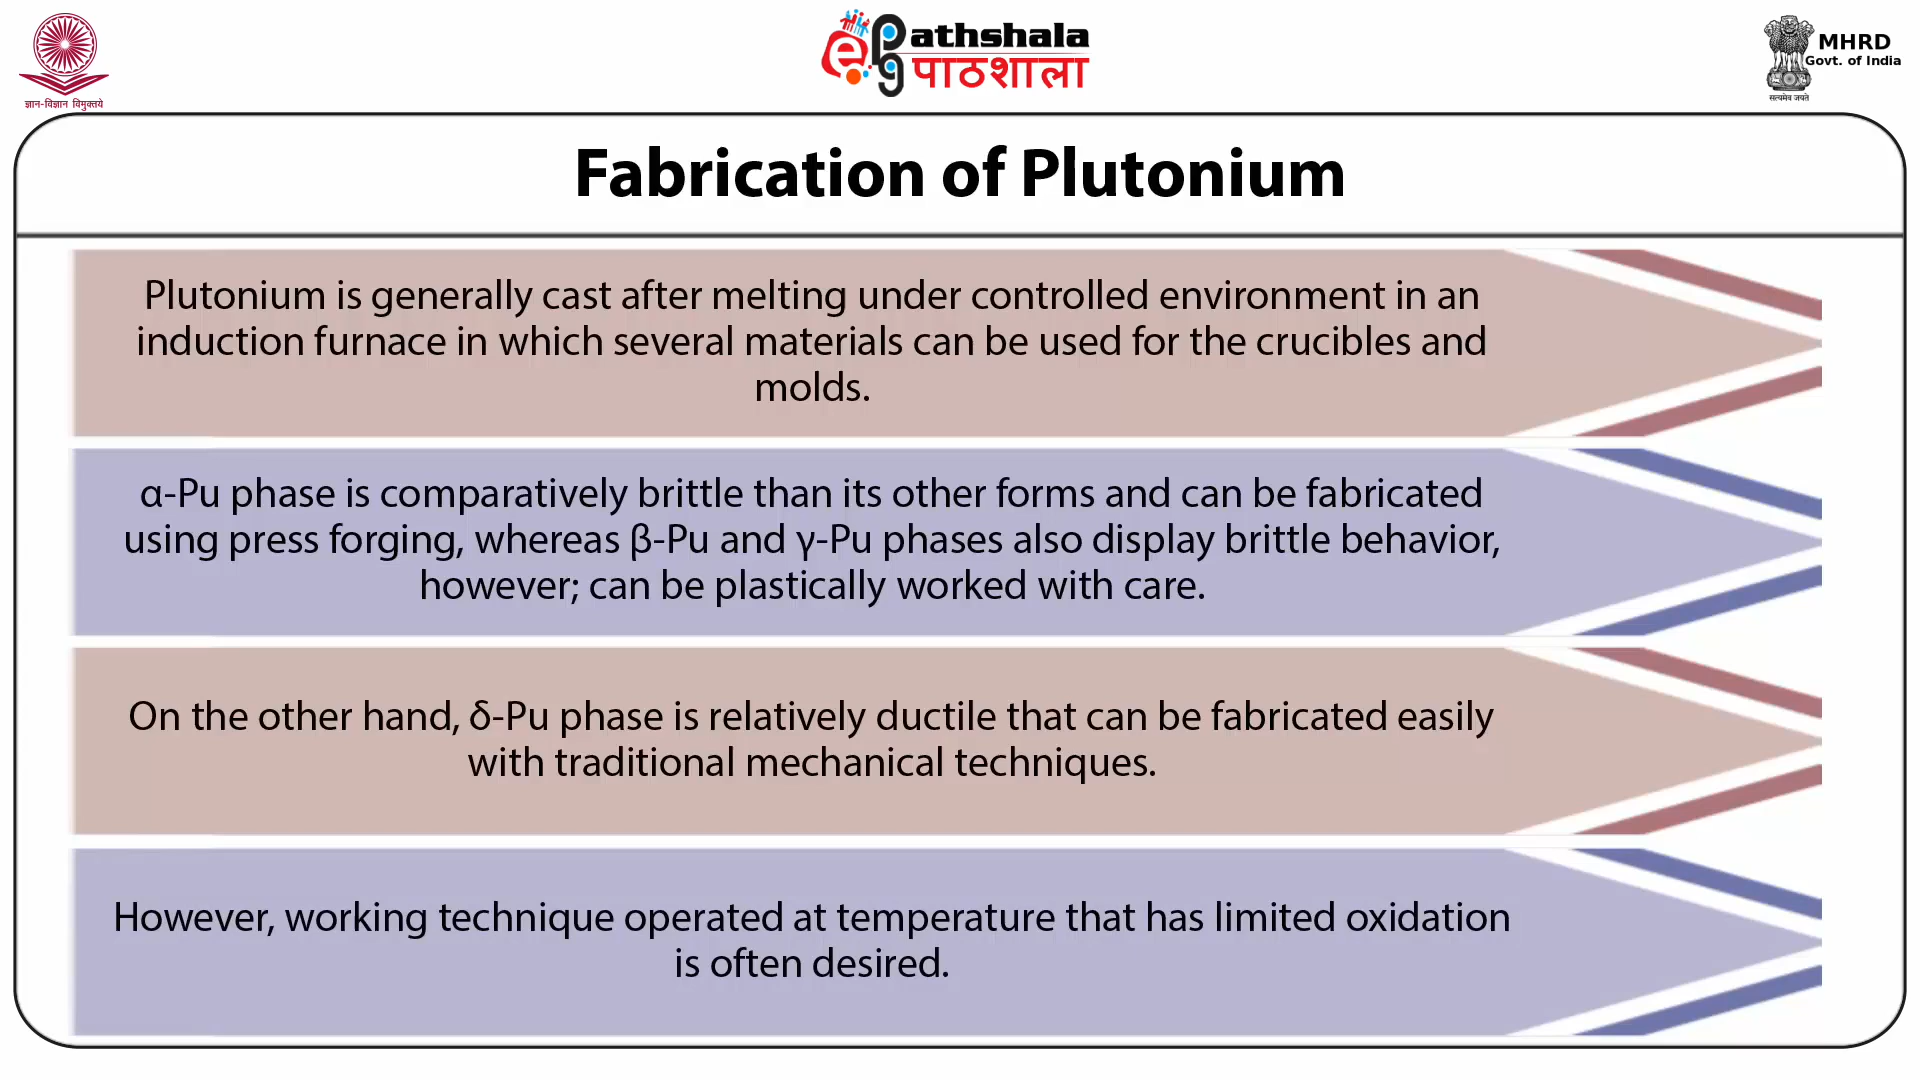 ज्ञान-विज्ञान विमुक्तये
e Pg
athshala
पाठशाला
MHRD
Govt. of India
सत्यमेव जयते
Fabrication of Plutonium
Plutonium is generally cast after melting under controlled environment in an
induction furnace in which several materials can be used for the crucibles and
molds.
α-Pu phase is comparatively brittle than its other forms and can be fabricated
using press forging, whereas β-Pu and γ-Pu phases also display brittle behavior,
however; can be plastically worked with care.
On the other hand, δ-Pu phase is relatively ductile that can be fabricated easily
with traditional mechanical techniques.
However, working technique operated at temperature that has limited oxidation
is often desired.